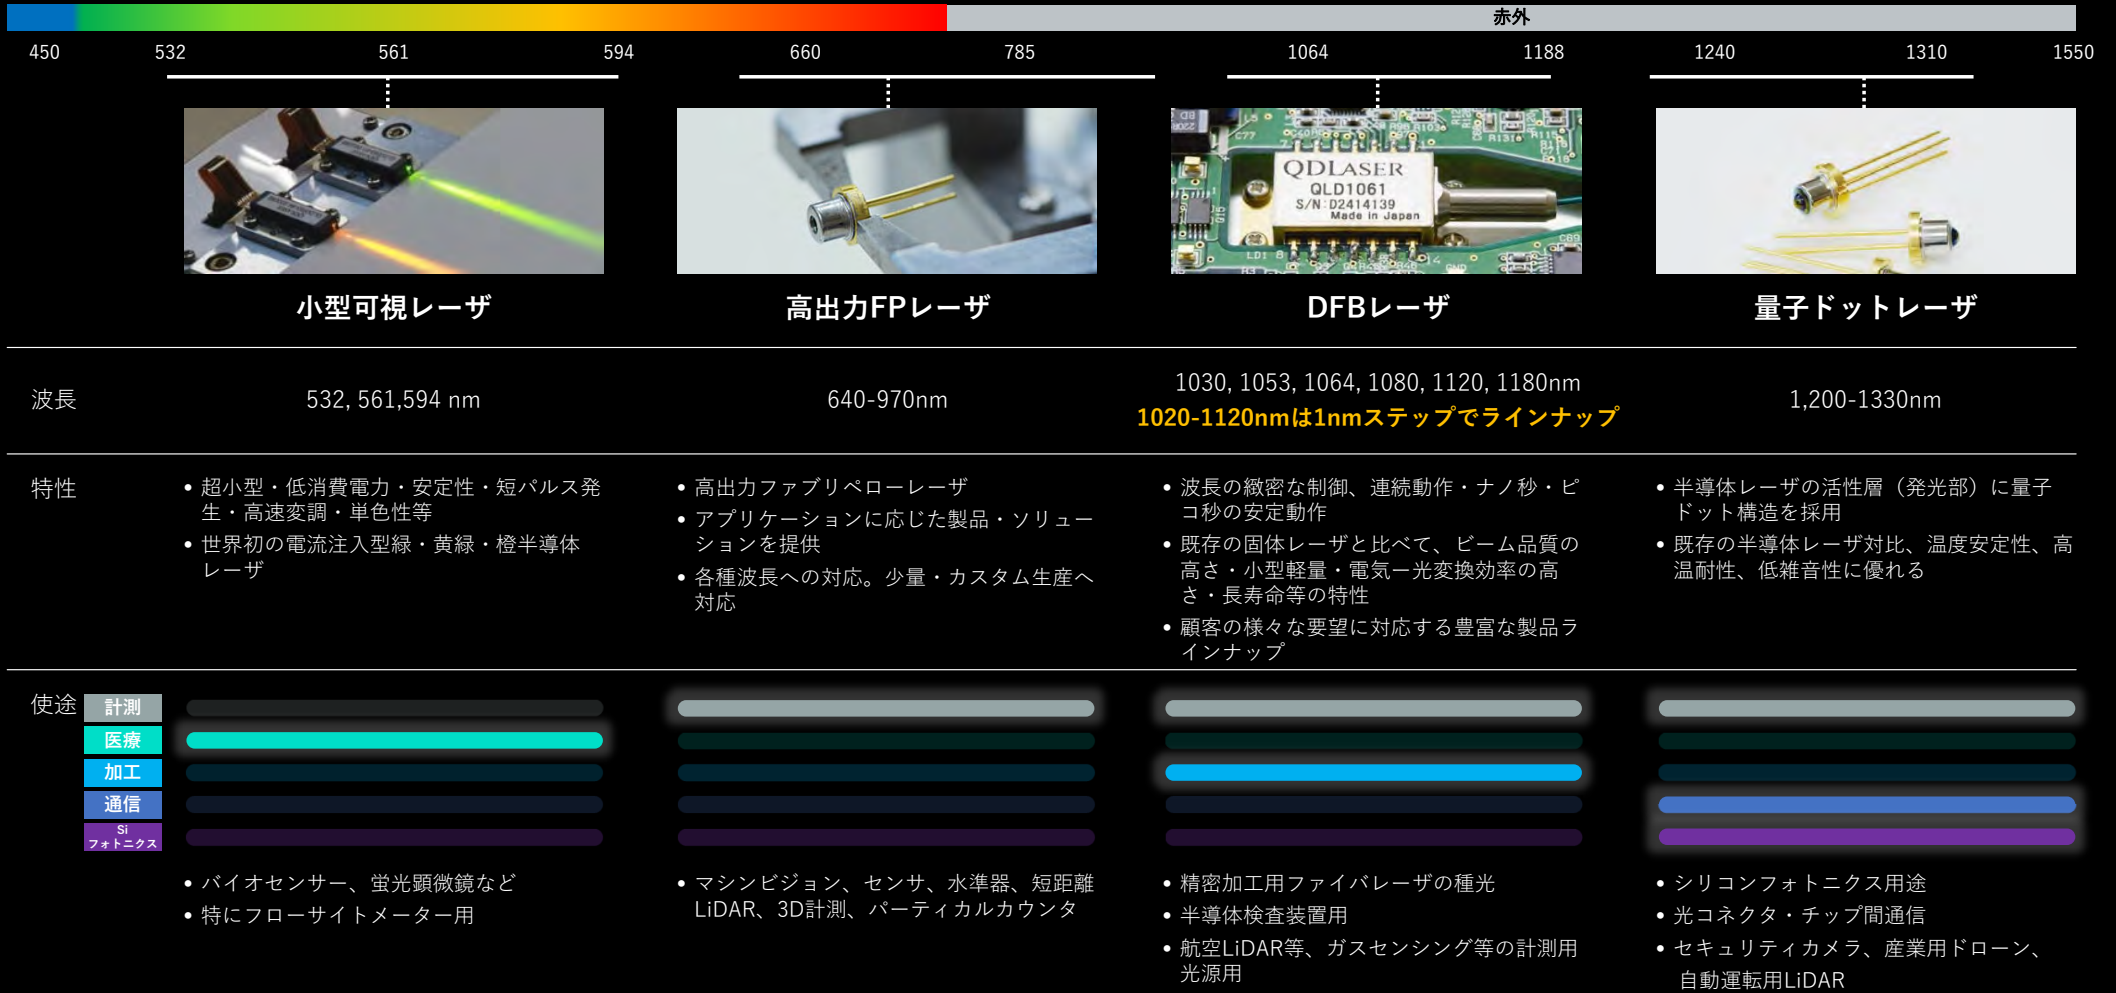 赤外
450 532 561 594 660 785 1064 1188 1240 1310 1550
QDLASER
QLD1061
S/N:D2414139
Made in Japan
小型可視レーザ
高出力FPレーザ
DFBレーザ
量子ドットレーザ
波長
532, 561,594 nm
640-970nm
1030, 1053, 1064, 1080, 1120, 1180nm
1020-1120nmは1nmステップでラインナップ
1,200-1330nm
特性
• 超小型・低消費電力・安定性・短パルス発
生・高速変調・単色性等
• 世界初の電流注入型緑・黄緑・橙半導体
レーザ
• 高出力ファブリペローレーザ
• アプリケーションに応じた製品・ソリュー
ションを提供
• 各種波長への対応。少量・カスタム生産へ
対応
• 波長の緻密な制御、連続動作・ナノ秒・ピ
コ秒の安定動作
• 既存の固体レーザと比べて、ビーム品質の
高さ・小型軽量・電気ー光変換効率の高
さ・長寿命等の特性
• 顧客の様々な要望に対応する豊富な製品ラ
インナップ
• 半導体レーザの活性層（発光部）に量子
ドット構造を採用
• 既存の半導体レーザ対比、温度安定性、高
温耐性、低雑音性に優れる
使途
計測
医療
加工
通信
Si
フォトニクス
• バイオセンサー、蛍光顕微鏡など
• 特にフローサイトメーター用
• マシンビジョン、センサ、水準器、短距離
LiDAR、3D計測、パーティカルカウンタ
• 精密加工用ファイバレーザの種光
• 半導体検査装置用
• 航空LiDAR等、ガスセンシング等の計測用
光源用
• シリコンフォトニクス用途
• 光コネクタ・チップ間通信
• セキュリティカメラ、産業用ドローン、
自動運転用LiDAR